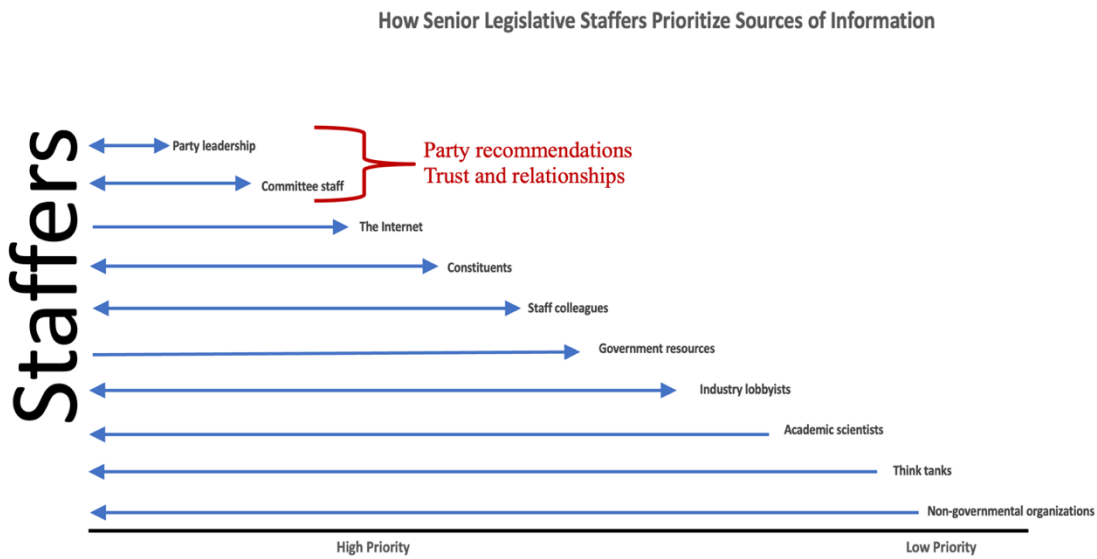 How Senior Legislative Staffers Prioritize Sources of Information
Staffers
Party leadership
Committee staff
Party recommendations
Trust and relationships
The Internet
Constituents
Staff colleagues
Government resources
Industry lobbyists
Academic scientists
Think tanks
Non-governmental organizations
High Priority
Low Priority